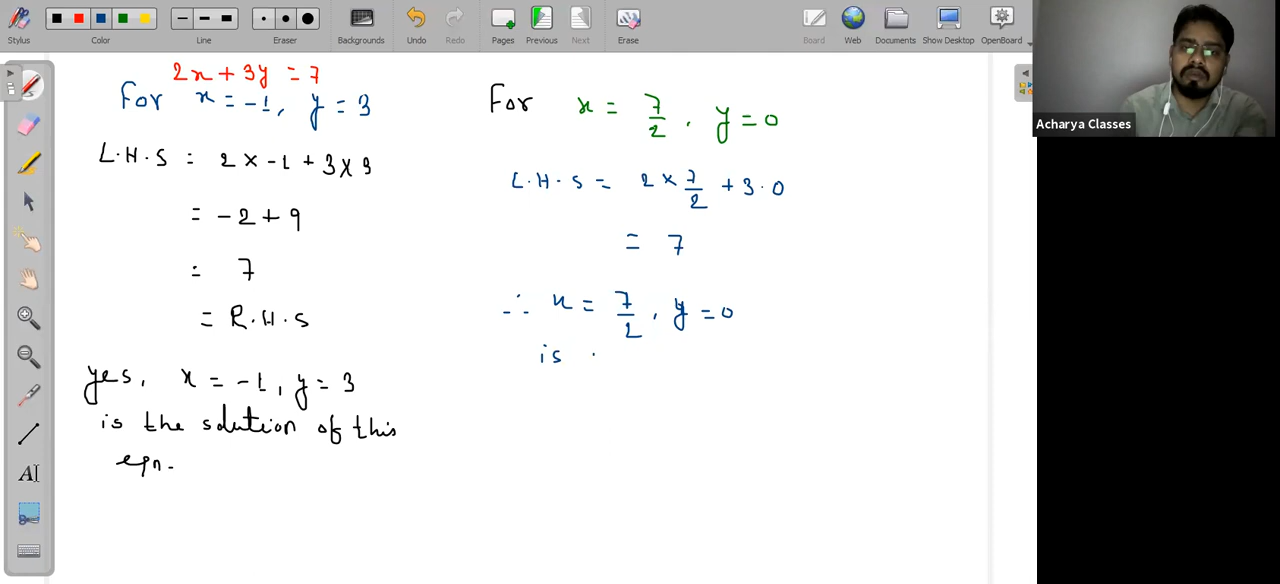 Stylus
Color
Line
Eraser
Backgrounds
Undo
Redo
Pages
Previous
Next
Erase
Board
Web
Documents
Show Desktop
OpenBoard
Acharya Classes
2x + 3y = 7
For x = -1, y = 3
L.H.S = 2 × -1 + 3 × 3
= -2 + 9
= 7
= R.H.S
yes, x = -1, y = 3
is the solution of this
eqn.
For x = 7/2, y = 0
L.H.S = 2 × 7/2 + 3.0
= 7
∴ x = 7/2, y = 0
is .
AI